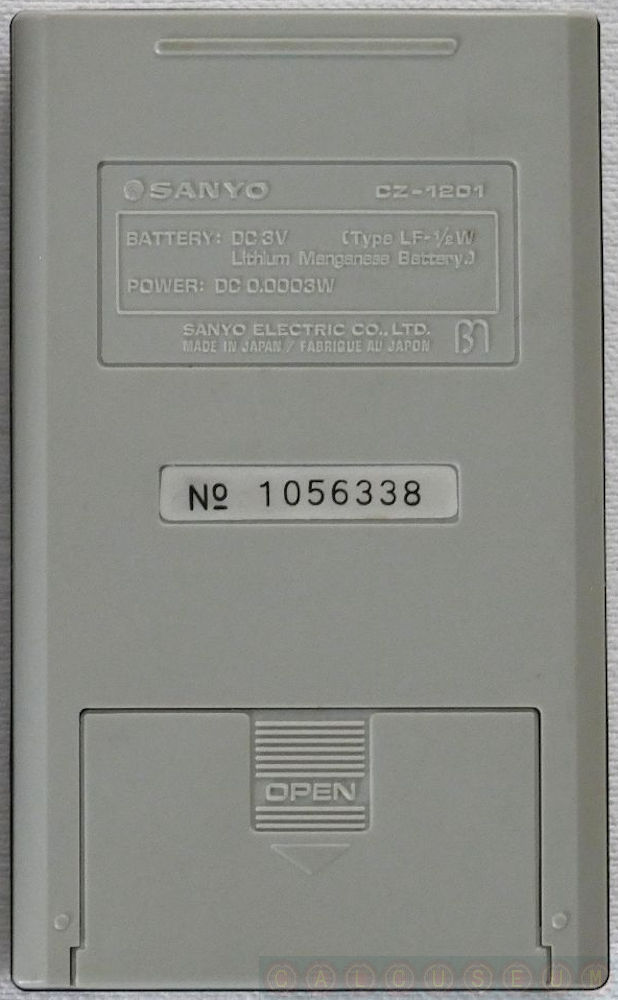 SANYO CZ-1201
BATTERY: DC 3V (Type LF-½W
Lithium Manganese Battery.)
POWER: DC 0.0003W
SANYO ELECTRIC CO., LTD.
MADE IN JAPAN / FABRIQUE AU JAPON
Nº 1056338
OPEN
CALCUSEUM